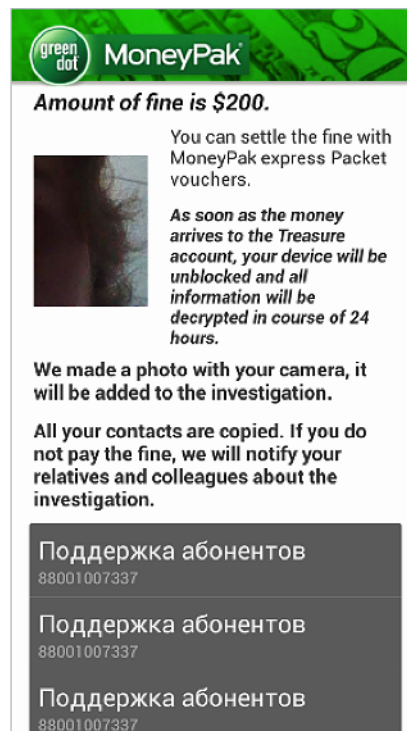 green
dot
MoneyPak
Amount of fine is $200.
You can settle the fine with
MoneyPak express Packet
vouchers.
As soon as the money
arrives to the Treasure
account, your device will be
unblocked and all
information will be
decrypted in course of 24
hours.
We made a photo with your camera, it
will be added to the investigation.
All your contacts are copied. If you do
not pay the fine, we will notify your
relatives and colleagues about the
investigation.
Поддержка абонентов
88001007337
Поддержка абонентов
88001007337
Поддержка абонентов
88001007337